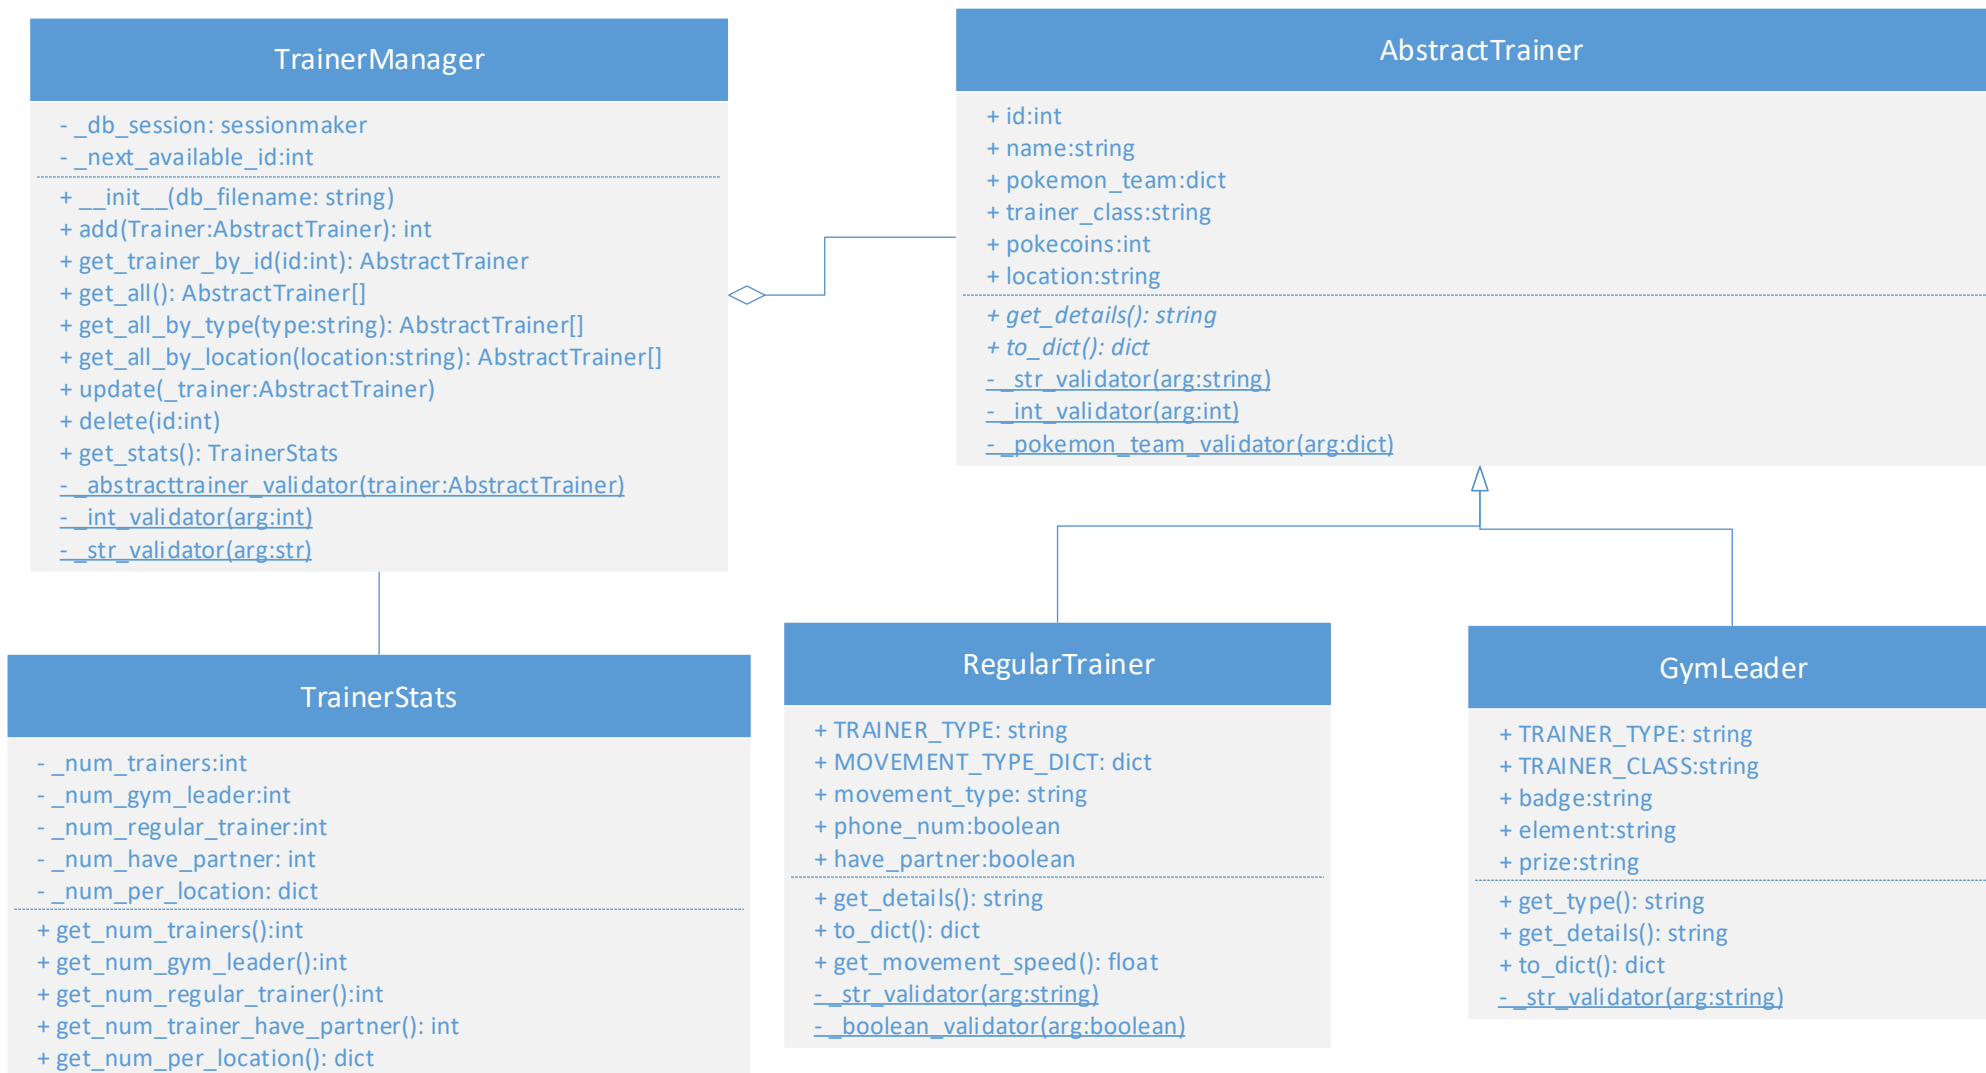 TrainerManager
- _db_session: sessionmaker
- _next_available_id:int
+ __init__(db_filename: string)
+ add(Trainer:AbstractTrainer): int
+ get_trainer_by_id(id:int): AbstractTrainer
+ get_all(): AbstractTrainer[]
+ get_all_by_type(type:string): AbstractTrainer[]
+ get_all_by_location(location:string): AbstractTrainer[]
+ update(_trainer:AbstractTrainer)
+ delete(id:int)
+ get_stats(): TrainerStats
- _abstracttrainer_validator(trainer:AbstractTrainer)
- _int_validator(arg:int)
- _str_validator(arg:str)
AbstractTrainer
+ id:int
+ name:string
+ pokemon_team:dict
+ trainer_class:string
+ pokecoins:int
+ location:string
+ get_details(): string
+ to_dict(): dict
- _str_validator(arg:string)
- _int_validator(arg:int)
- _pokemon_team_validator(arg:dict)
TrainerStats
- _num_trainers:int
- _num_gym_leader:int
- _num_regular_trainer:int
- _num_have_partner: int
- _num_per_location: dict
+ get_num_trainers():int
+ get_num_gym_leader():int
+ get_num_regular_trainer():int
+ get_num_trainer_have_partner(): int
+ get_num_per_location(): dict
RegularTrainer
+ TRAINER_TYPE: string
+ MOVEMENT_TYPE_DICT: dict
+ movement_type: string
+ phone_num:boolean
+ have_partner:boolean
+ get_details(): string
+ to_dict(): dict
+ get_movement_speed(): float
- _str_validator(arg:string)
- _boolean_validator(arg:boolean)
GymLeader
+ TRAINER_TYPE: string
+ TRAINER_CLASS:string
+ badge:string
+ element:string
+ prize:string
+ get_type(): string
+ get_details(): string
+ to_dict(): dict
- _str_validator(arg:string)